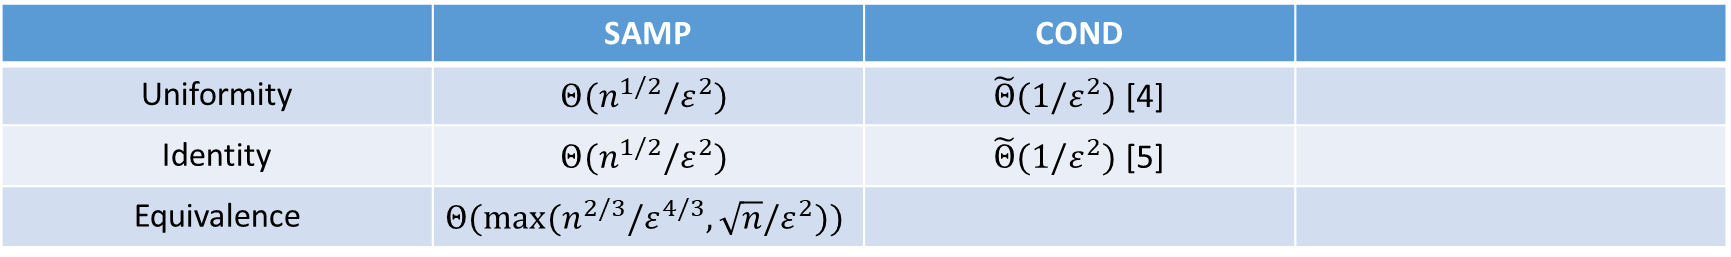 SAMP COND
Uniformity Θ(n^{1/2}/ε^2) Θ̃(1/ε^2) [4]
Identity Θ(n^{1/2}/ε^2) Θ̃(1/ε^2) [5]
Equivalence Θ(max(n^{2/3}/ε^{4/3}, √n/ε^2))